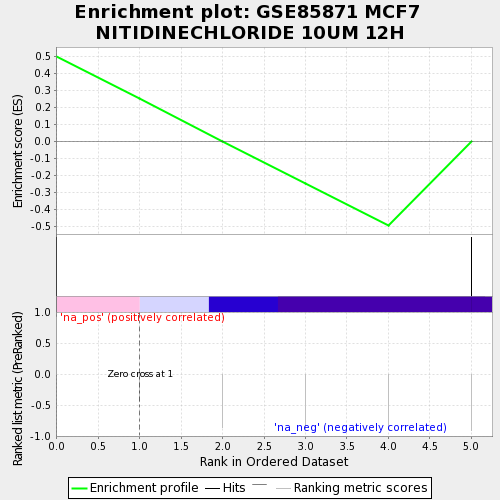 Enrichment plot: GSE85871 MCF7
NITIDINECHLORIDE 10UM 12H
Enrichment score (ES)
0.5
0.4
0.3
0.2
0.1
0.0
-0.1
-0.2
-0.3
-0.4
-0.5
Ranked list metric (PreRanked)
1.0
0.5
0.0
-0.5
-1.0
'na_pos' (positively correlated)
Zero cross at 1
'na_neg' (negatively correlated)
0.0 0.5 1.0 1.5 2.0 2.5 3.0 3.5 4.0 4.5 5.0
Rank in Ordered Dataset
Enrichment profile Hits Ranking metric scores